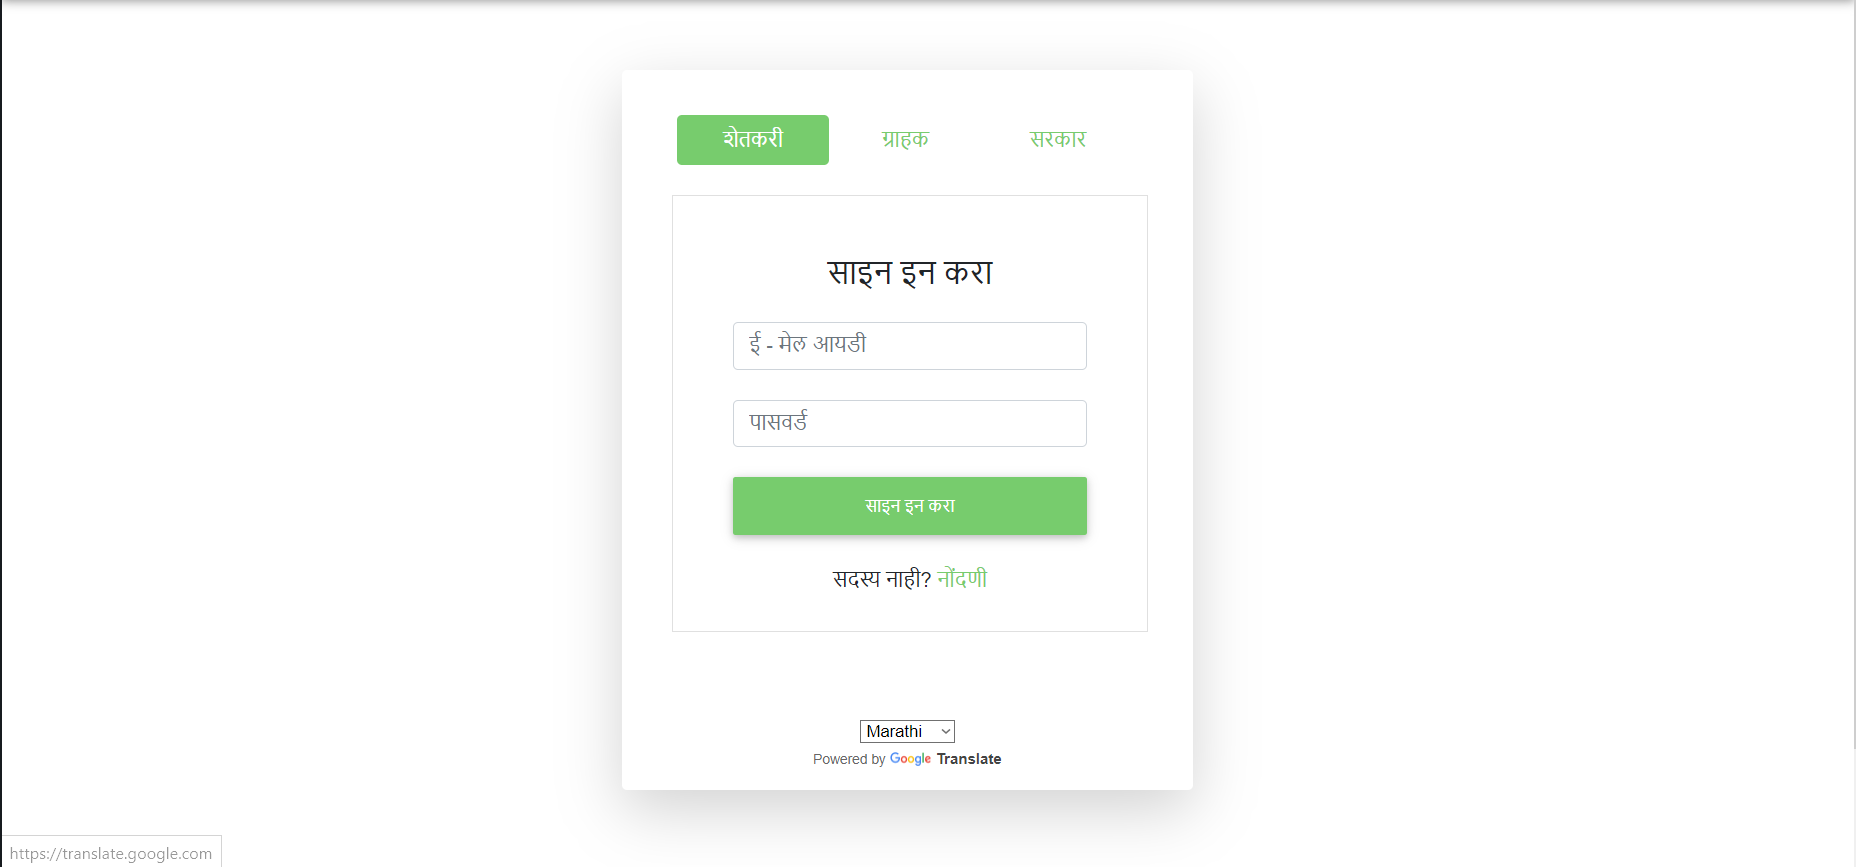 शेतकरी ग्राहक सरकार
साइन इन करा
ई - मेल आयडी
पासवर्ड
साइन इन करा
सदस्य नाही? नोंदणी
Marathi
Powered by Google Translate
https://translate.google.com